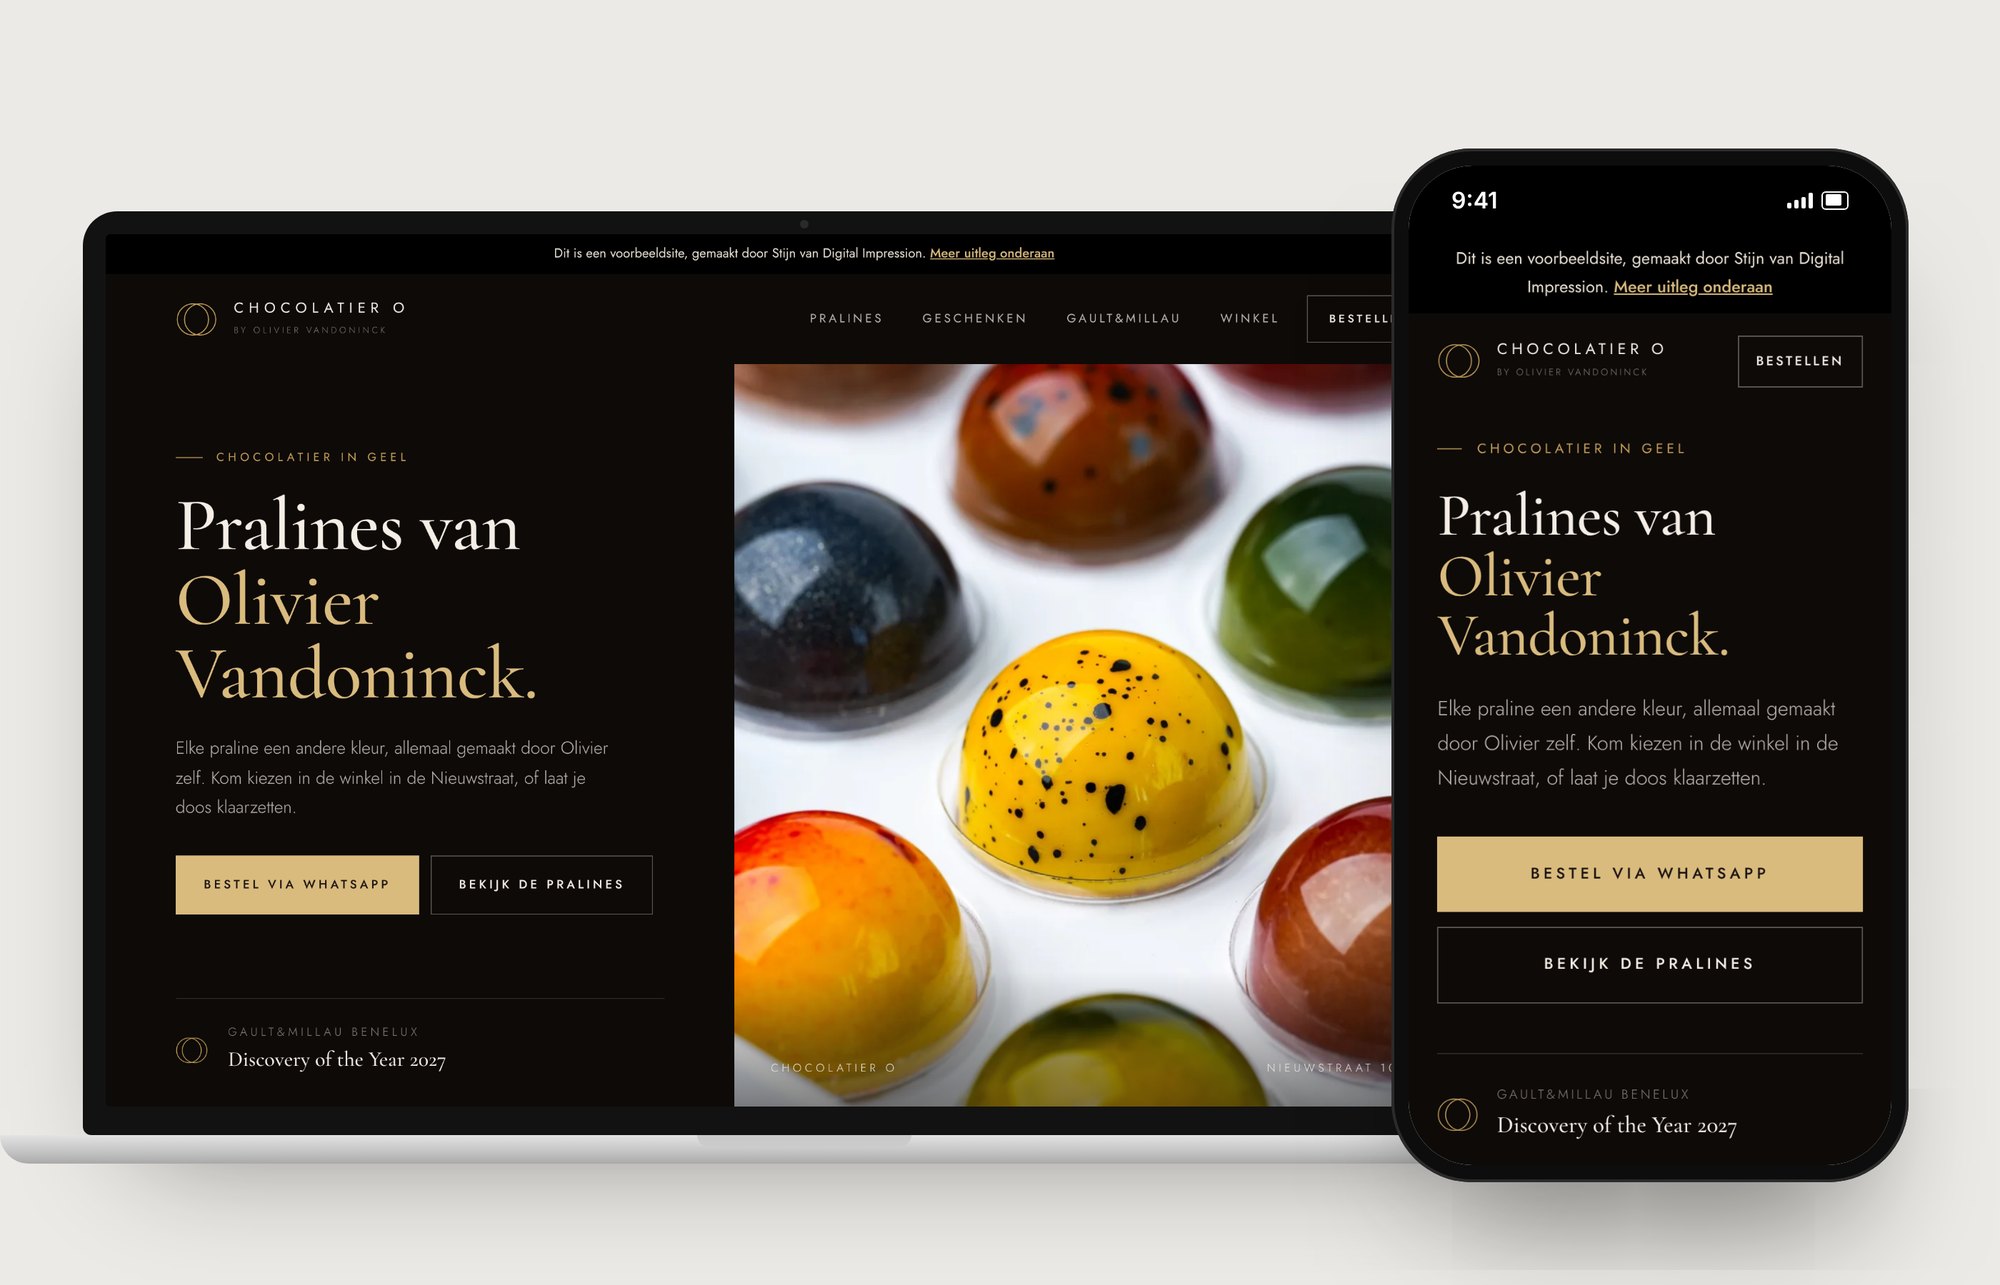 Dit is een voorbeeldsite, gemaakt door Stijn van Digital Impression. Meer uitleg onderaan
CHOCOLATIER O
BY OLIVIER VANDONINCK
PRALINES GESCHENKEN GAULT&MILLAU WINKEL
CHOCOLATIER IN GEEL
Pralines van
Olivier
Vandoninck.
Elke praline een andere kleur, allemaal gemaakt door Olivier
zelf. Kom kiezen in de winkel in de Nieuwstraat, of laat je
doos klaarzetten.
BESTEL VIA WHATSAPP BEKIJK DE PRALINES
GAULT&MILLAU BENELUX
Discovery of the Year 2027
CHOCOLATIER O NIEUWSTRAAT
9:41
Dit is een voorbeeldsite, gemaakt door Stijn van Digital
Impression. Meer uitleg onderaan
CHOCOLATIER O
BY OLIVIER VANDONINCK
BESTELLEN
CHOCOLATIER IN GEEL
Pralines van
Olivier
Vandoninck.
Elke praline een andere kleur, allemaal gemaakt
door Olivier zelf. Kom kiezen in de winkel in de
Nieuwstraat, of laat je doos klaarzetten.
BESTEL VIA WHATSAPP
BEKIJK DE PRALINES
GAULT&MILLAU BENELUX
Discovery of the Year 2027